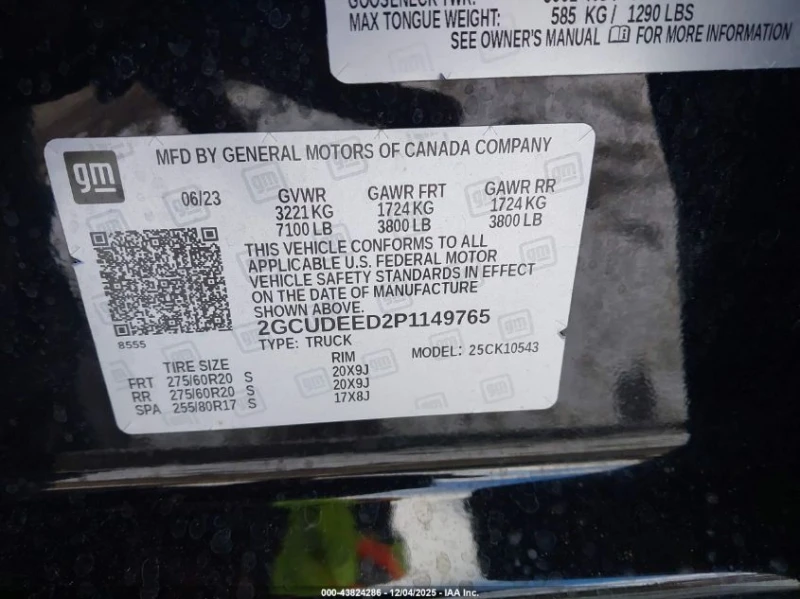 MAX TONGUE WEIGHT: 585 KG / 1290 LBS
SEE OWNER'S MANUAL FOR MORE INFORMATION
gm
MFD BY GENERAL MOTORS OF CANADA COMPANY
06/23 GVWR GAWR FRT GAWR RR
3221 KG 1724 KG 1724 KG
7100 LB 3800 LB 3800 LB
THIS VEHICLE CONFORMS TO ALL
APPLICABLE U.S. FEDERAL MOTOR
VEHICLE SAFETY STANDARDS IN EFFECT
ON THE DATE OF MANUFACTURE
SHOWN ABOVE.
2GCUDEED2P1149765
8555
TYPE: TRUCK MODEL: 25CK10543
TIRE SIZE RIM
FRT 275/60R20 S 20X9J
RR 275/60R20 S 20X9J
SPA 255/80R17 S 17X8J
000-43824286 - 12/04/2025 - IAA Inc.